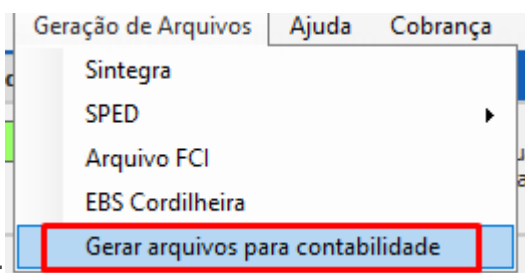 Geração de Arquivos Ajuda Cobrança
Sintegra
SPED
Arquivo FCI
EBS Cordilheira
Gerar arquivos para contabilidade